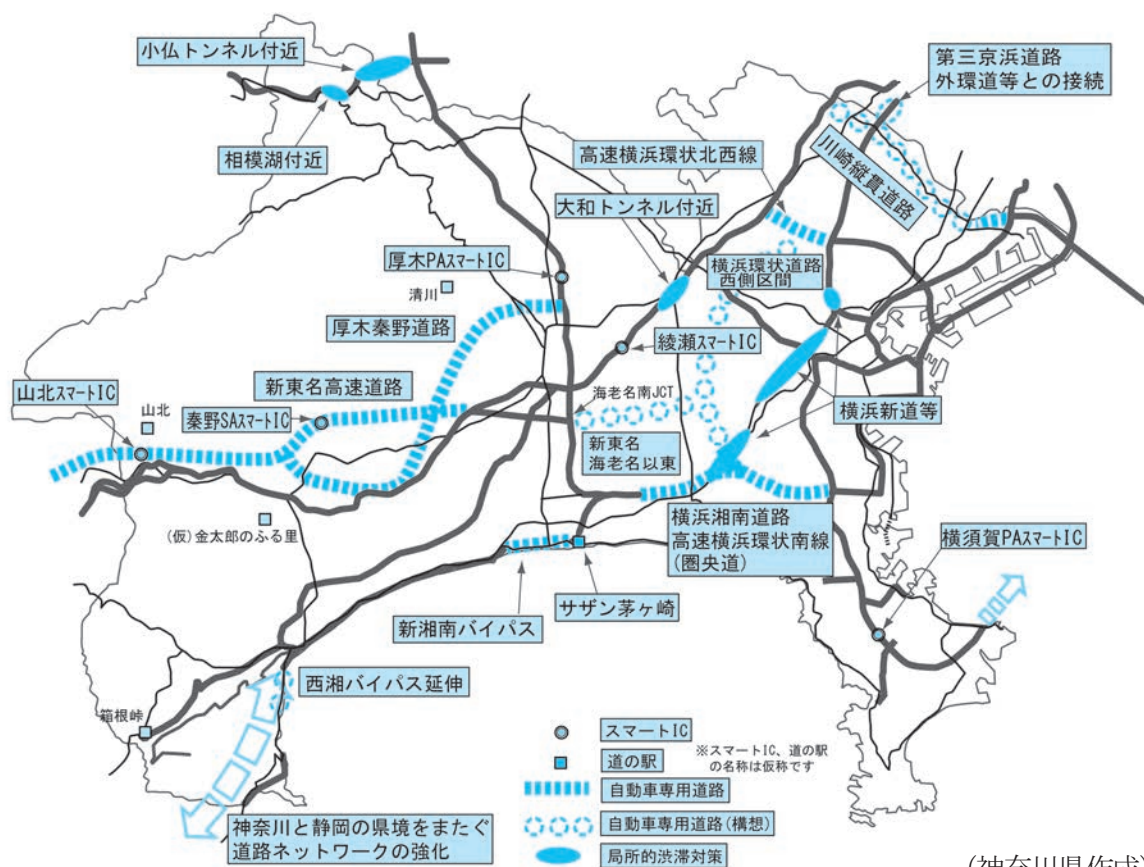 小仏トンネル付近
相模湖付近
第三京浜道路
外環道等との接続
高速横浜環状北西線
川崎縦貫道路
大和トンネル付近
厚木PAスマートIC
清川
横浜環状道路
西側区間
厚木秦野道路
綾瀬スマートIC
山北スマートIC
山北
新東名高速道路
秦野SAスマートIC
海老名南JCT
横浜新道等
新東名
海老名以東
(仮)金太郎のふる里
横浜湘南道路
高速横浜環状南線
(圏央道)
横須賀PAスマートIC
サザン茅ヶ崎
新湘南バイパス
西湘バイパス延伸
箱根峠
スマートIC
道の駅
※スマートIC、道の駅
の名称は仮称です
自動車専用道路
自動車専用道路(構想)
局所的渋滞対策
神奈川と静岡の県境をまたぐ
道路ネットワークの強化